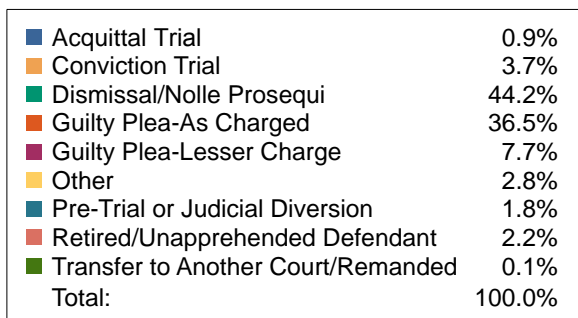 Acquittal Trial 0.9%
Conviction Trial 3.7%
Dismissal/Nolle Prosequi 44.2%
Guilty Plea-As Charged 36.5%
Guilty Plea-Lesser Charge 7.7%
Other 2.8%
Pre-Trial or Judicial Diversion 1.8%
Retired/Unapprehended Defendant 2.2%
Transfer to Another Court/Remanded 0.1%
Total: 100.0%